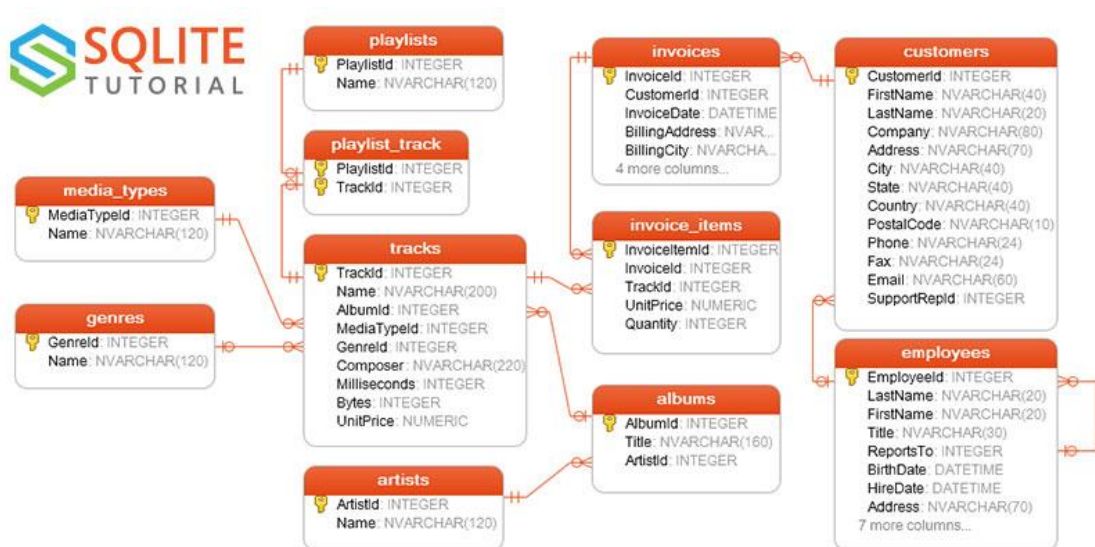 SQLITE
TUTORIAL
playlists
PlaylistId: INTEGER
Name: NVARCHAR(120)
playlist_track
PlaylistId: INTEGER
TrackId: INTEGER
media_types
MediaTypeId: INTEGER
Name: NVARCHAR(120)
genres
GenreId: INTEGER
Name: NVARCHAR(120)
tracks
TrackId: INTEGER
Name: NVARCHAR(200)
AlbumId: INTEGER
MediaTypeId: INTEGER
GenreId: INTEGER
Composer: NVARCHAR(220)
Milliseconds: INTEGER
Bytes: INTEGER
UnitPrice: NUMERIC
artists
ArtistId: INTEGER
Name: NVARCHAR(120)
invoices
InvoiceId: INTEGER
CustomerId: INTEGER
InvoiceDate: DATETIME
BillingAddress: NVAR...
BillingCity: NVARCHA...
4 more columns...
invoice_items
InvoiceItemId: INTEGER
InvoiceId: INTEGER
TrackId: INTEGER
UnitPrice: NUMERIC
Quantity: INTEGER
albums
AlbumId: INTEGER
Title: NVARCHAR(160)
ArtistId: INTEGER
customers
CustomerId: INTEGER
FirstName: NVARCHAR(40)
LastName: NVARCHAR(20)
Company: NVARCHAR(80)
Address: NVARCHAR(70)
City: NVARCHAR(40)
State: NVARCHAR(40)
Country: NVARCHAR(40)
PostalCode: NVARCHAR(10)
Phone: NVARCHAR(24)
Fax: NVARCHAR(24)
Email: NVARCHAR(60)
SupportRepId: INTEGER
employees
EmployeeId: INTEGER
LastName: NVARCHAR(20)
FirstName: NVARCHAR(20)
Title: NVARCHAR(30)
ReportsTo: INTEGER
BirthDate: DATETIME
HireDate: DATETIME
Address: NVARCHAR(70)
7 more columns...